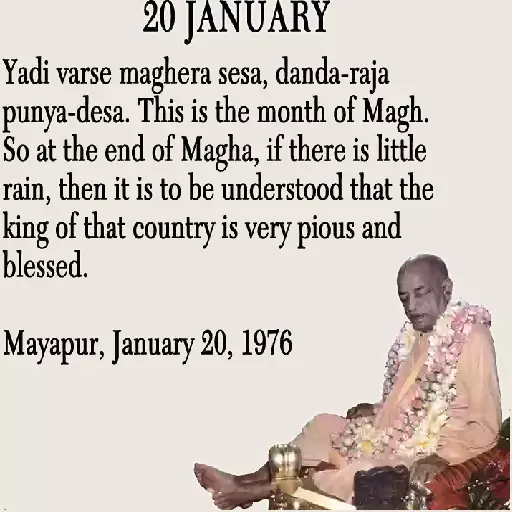 20 JANUARY
Yadi varse maghera sesa, danda-raja
punya-desa. This is the month of Magh.
So at the end of Magha, if there is little
rain, then it is to be understood that the
king of that country is very pious and
blessed.
Mayapur, January 20, 1976